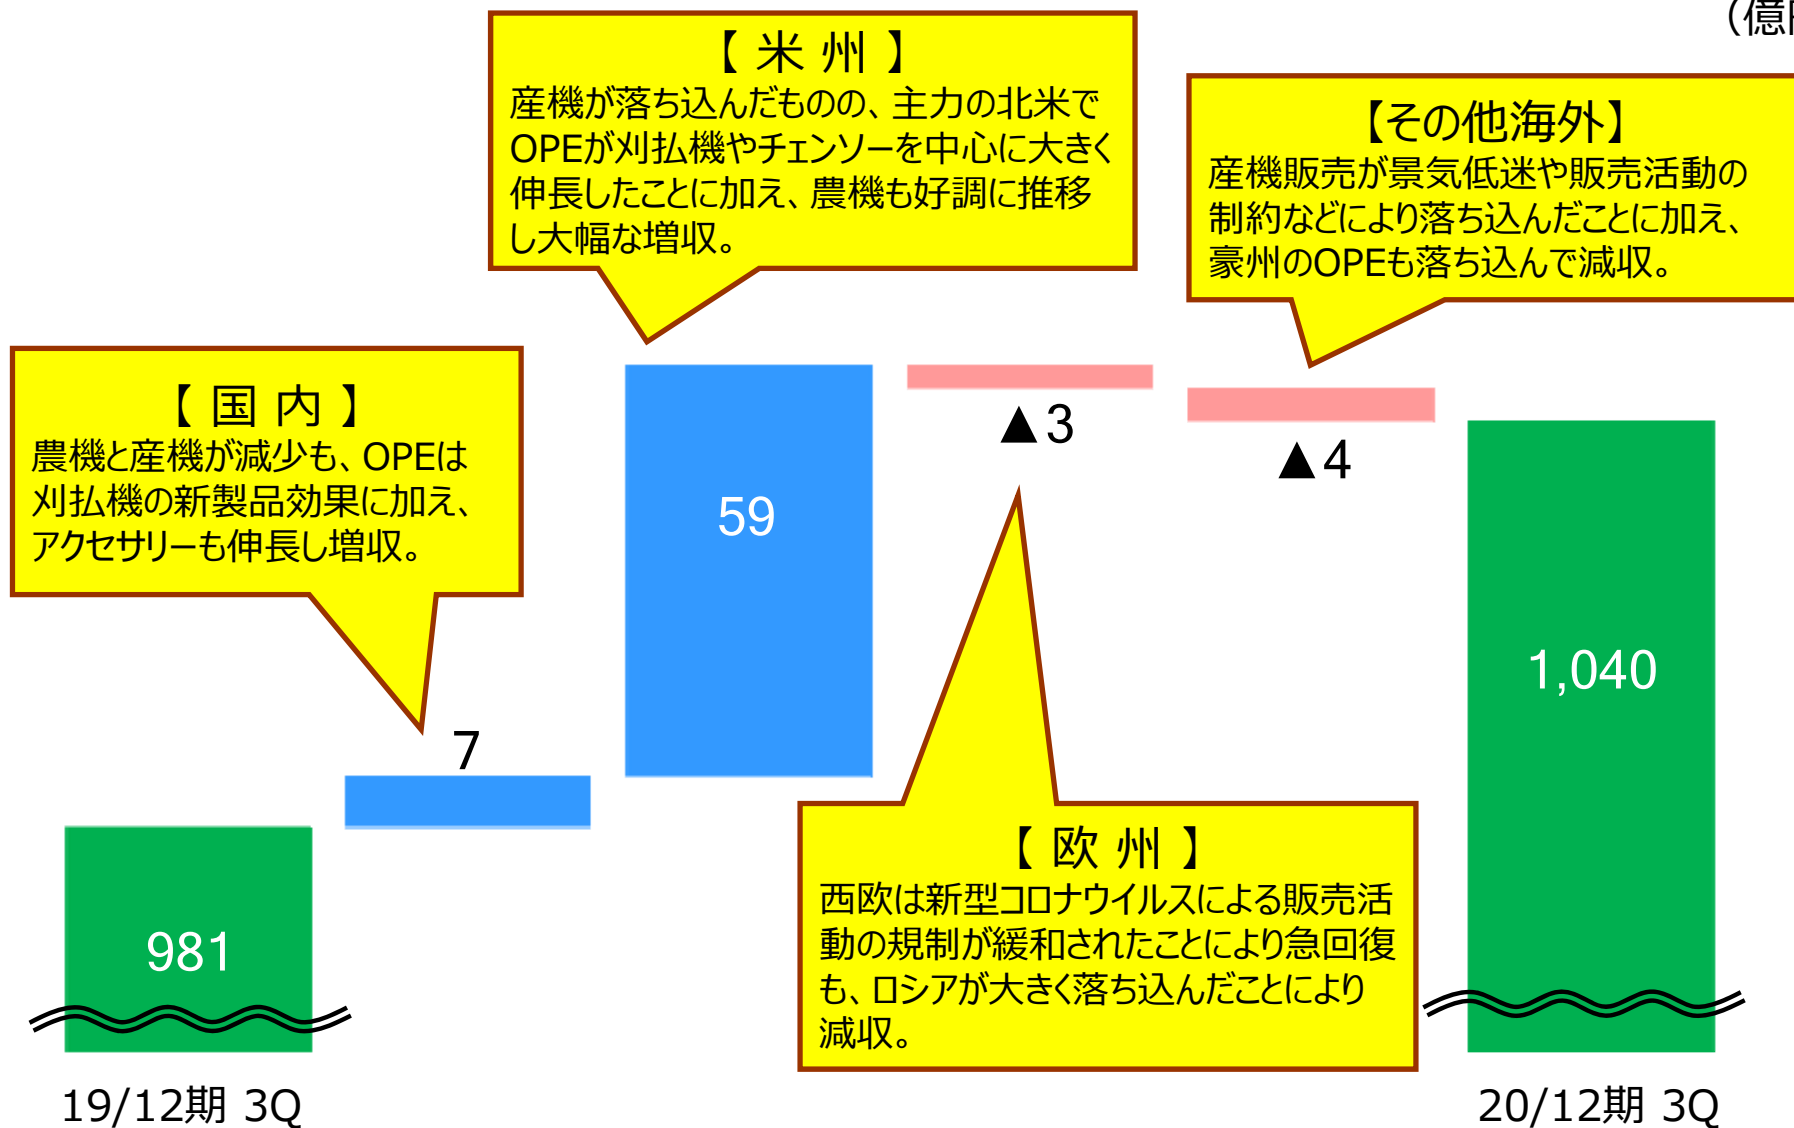 （億
【 米 州 】
産機が落ち込んだものの、主力の北米で
OPEが刈払機やチェンソーを中心に大きく
伸長したことに加え、農機も好調に推移
し大幅な増収。
【その他海外】
産機販売が景気低迷や販売活動の
制約などにより落ち込んだことに加え、
豪州のOPEも落ち込んで減収。
【 国 内 】
農機と産機が減少も、OPEは
刈払機の新製品効果に加え、
アクセサリーも伸長し増収。
▲3
▲4
59
1,040
7
【 欧 州 】
西欧は新型コロナウイルスによる販売活
動の規制が緩和されたことにより急回復
も、ロシアが大きく落ち込んだことにより
減収。
981
19/12期 3Q
20/12期 3Q